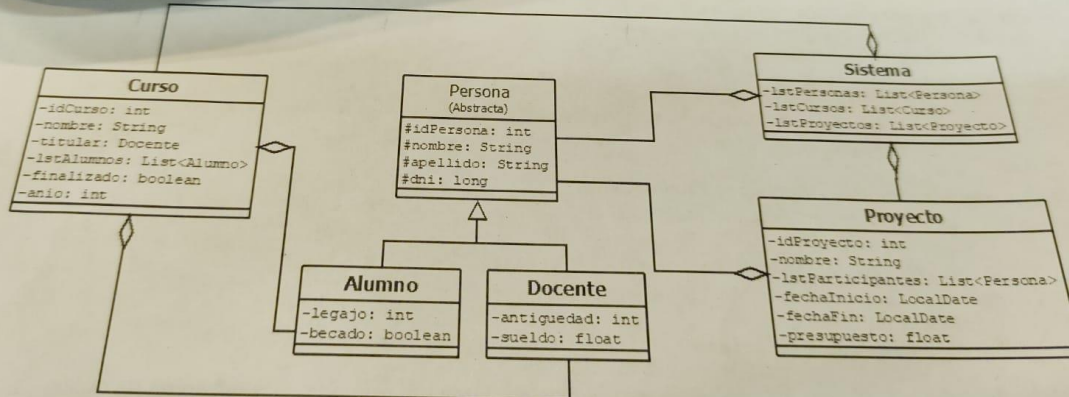 Curso
-idCurso: int
-nombre: String
-titular: Docente
-lstAlumnos: List<Alumno>
-finalizado: boolean
-anio: int
Persona
(Abstracta)
#idPersona: int
#nombre: String
#apellido: String
#dni: long
Sistema
-lstPersonas: List<Persona>
-lstCursos: List<Curso>
-lstProyectos: List<Proyecto>
Alumno
-legajo: int
-becado: boolean
Docente
-antiguedad: int
-sueldo: float
Proyecto
-idProyecto: int
-nombre: String
-lstParticipantes: List<Persona>
-fechaInicio: LocalDate
-fechaFin: LocalDate
-presupuesto: float